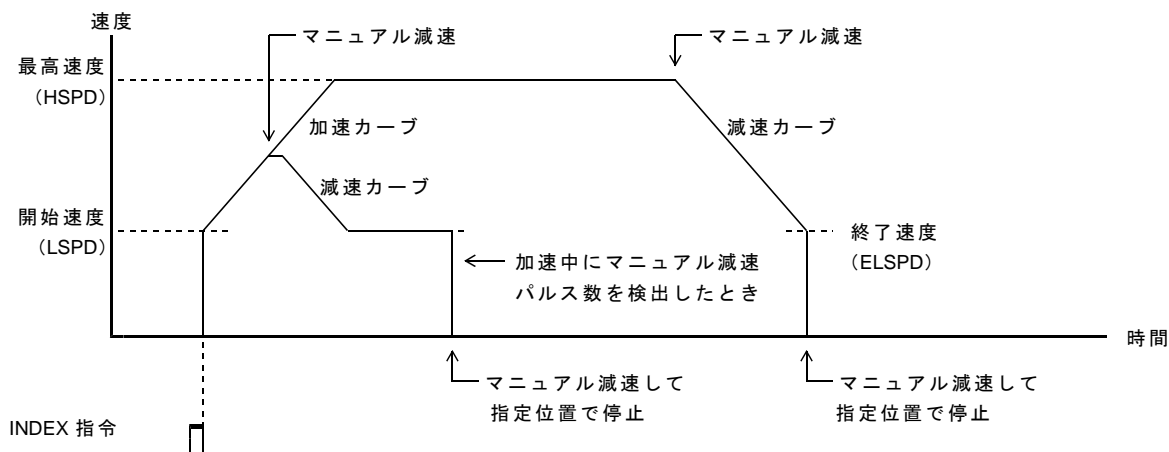 速度
マニュアル減速
マニュアル減速
最高速度
（HSPD）
加速カーブ
減速カーブ
減速カーブ
開始速度
（LSPD）
終了速度
（ELSPD）
加速中にマニュアル減速
パルス数を検出したとき
時間
マニュアル減速して
指定位置で停止
マニュアル減速して
指定位置で停止
INDEX 指令